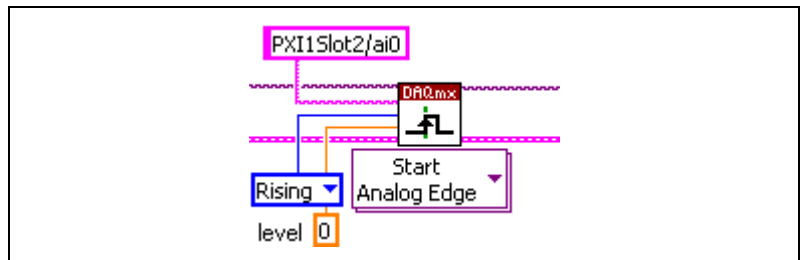 PXI1Slot2/ai0
DAQmx
Start
Rising
Analog Edge
level 0